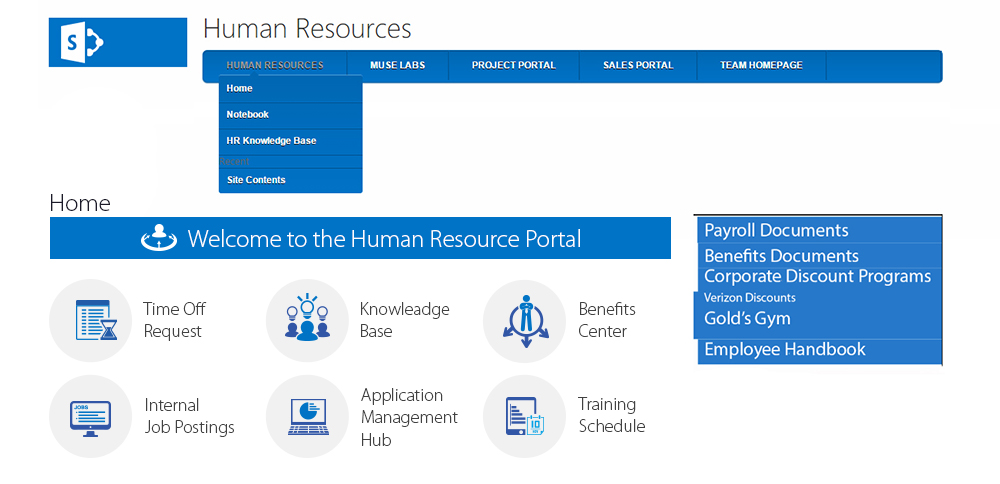 S
Human Resources
HUMAN RESOURCES MUSE LABS PROJECT PORTAL SALES PORTAL TEAM HOMEPAGE
Home
Notebook
HR Knowledge Base
Recent
Site Contents
Home
Welcome to the Human Resource Portal
Time Off
Request
Knowleadge
Base
Benefits
Center
JOBS
Internal
Job Postings
Application
Management
Hub
10
Training
Schedule
Payroll Documents
Benefits Documents
Corporate Discount Programs
Verizon Discounts
Gold's Gym
Employee Handbook